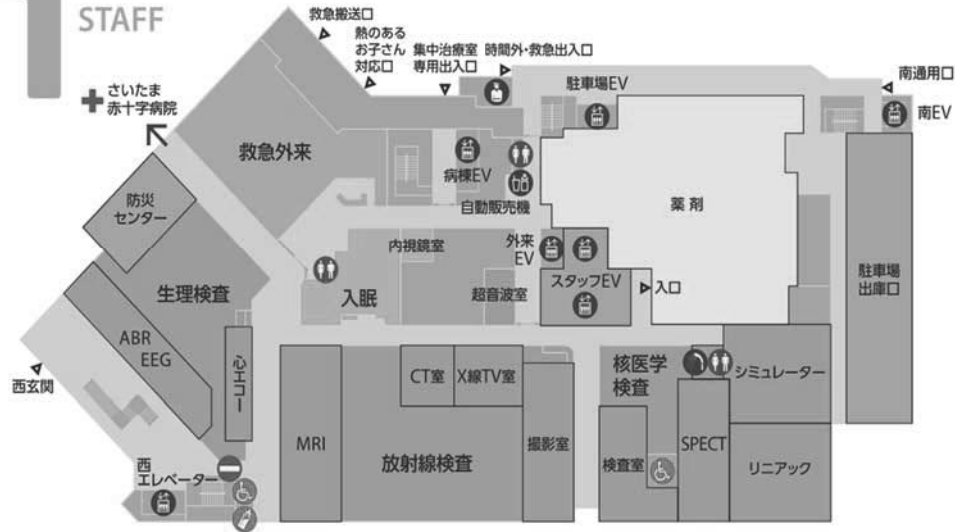 STAFF
さいたま
赤十字病院
救急搬送口
熱のある
お子さん
対応口
集中治療室
専用出入口
時間外・救急出入口
駐車場EV
南通用口
南EV
救急外来
病棟EV
自動販売機
薬剤
防災
センター
内視鏡室
外来
EV
スタッフEV
入口
駐車場
出庫口
生理検査
入眠
超音波室
ABR
EEG
心エコー
西玄関
CT室
X線TV室
核医学
検査
シミュレーター
MRI
放射線検査
撮影室
検査室
SPECT
リニアック
西
エレベーター